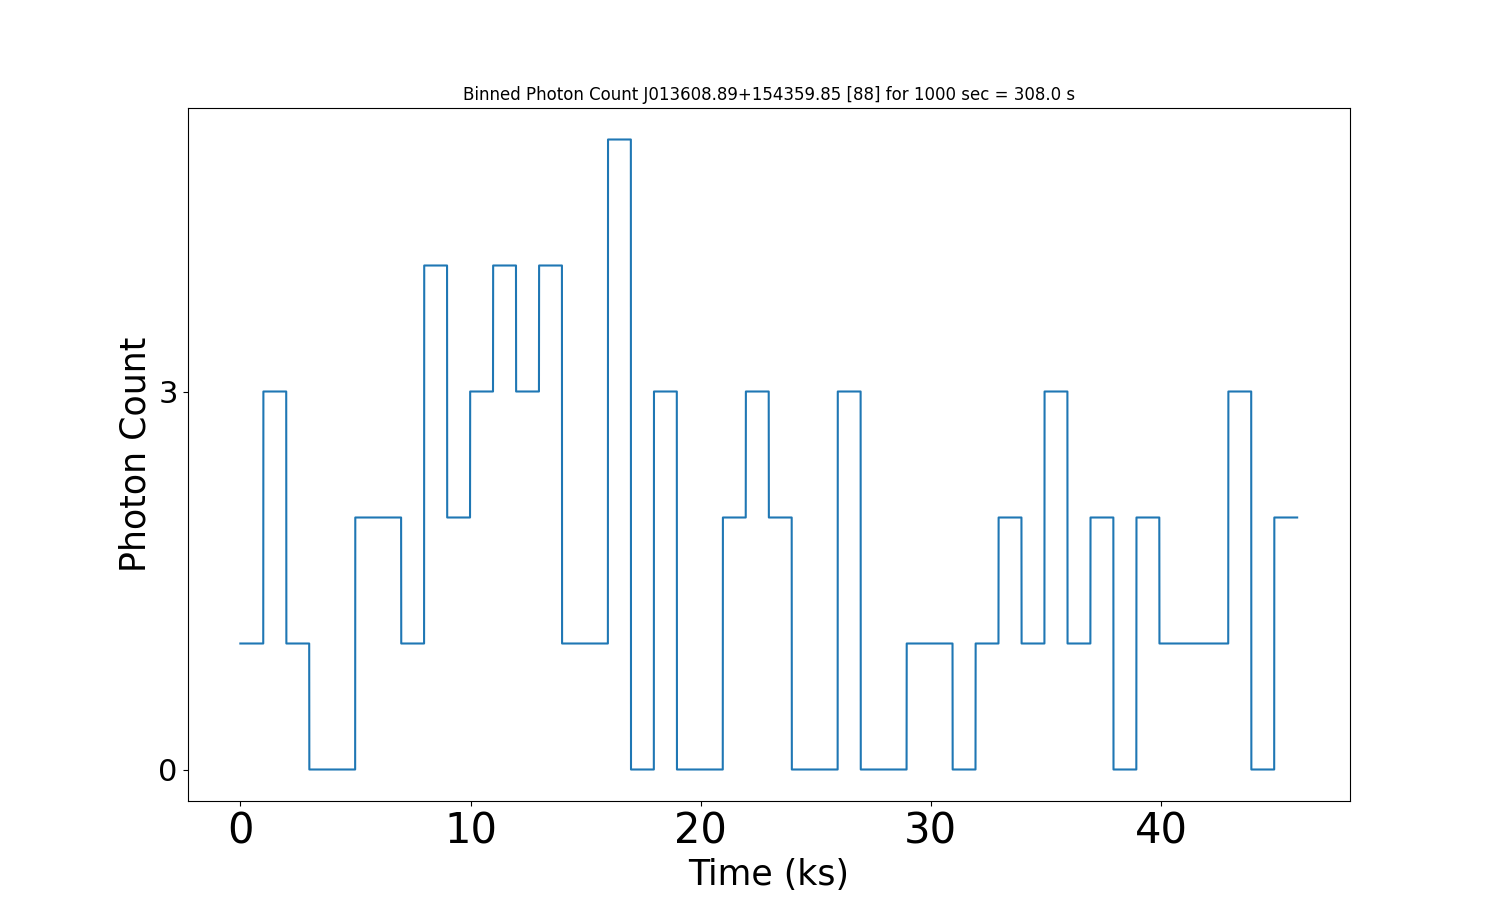 Binned Photon Count J013608.89+154359.85 [88] for 1000 sec = 308.0 s
Photon Count
3
0
0 10 20 30 40
Time (ks)